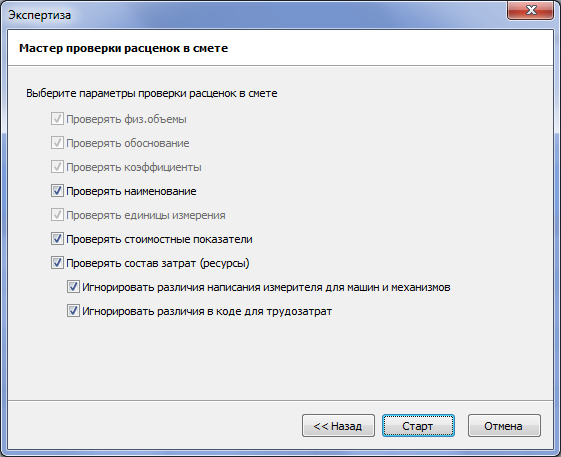 Экспертиза
Мастер проверки расценок в смете
Выберите параметры проверки расценок в смете
Проверять физ.объемы
Проверять обоснование
Проверять коэффициенты
Проверять наименование
Проверять единицы измерения
Проверять стоимостные показатели
Проверять состав затрат (ресурсы)
Игнорировать различия написания измерителя для машин и механизмов
Игнорировать различия в коде для трудозатрат
<< Назад Старт Отмена